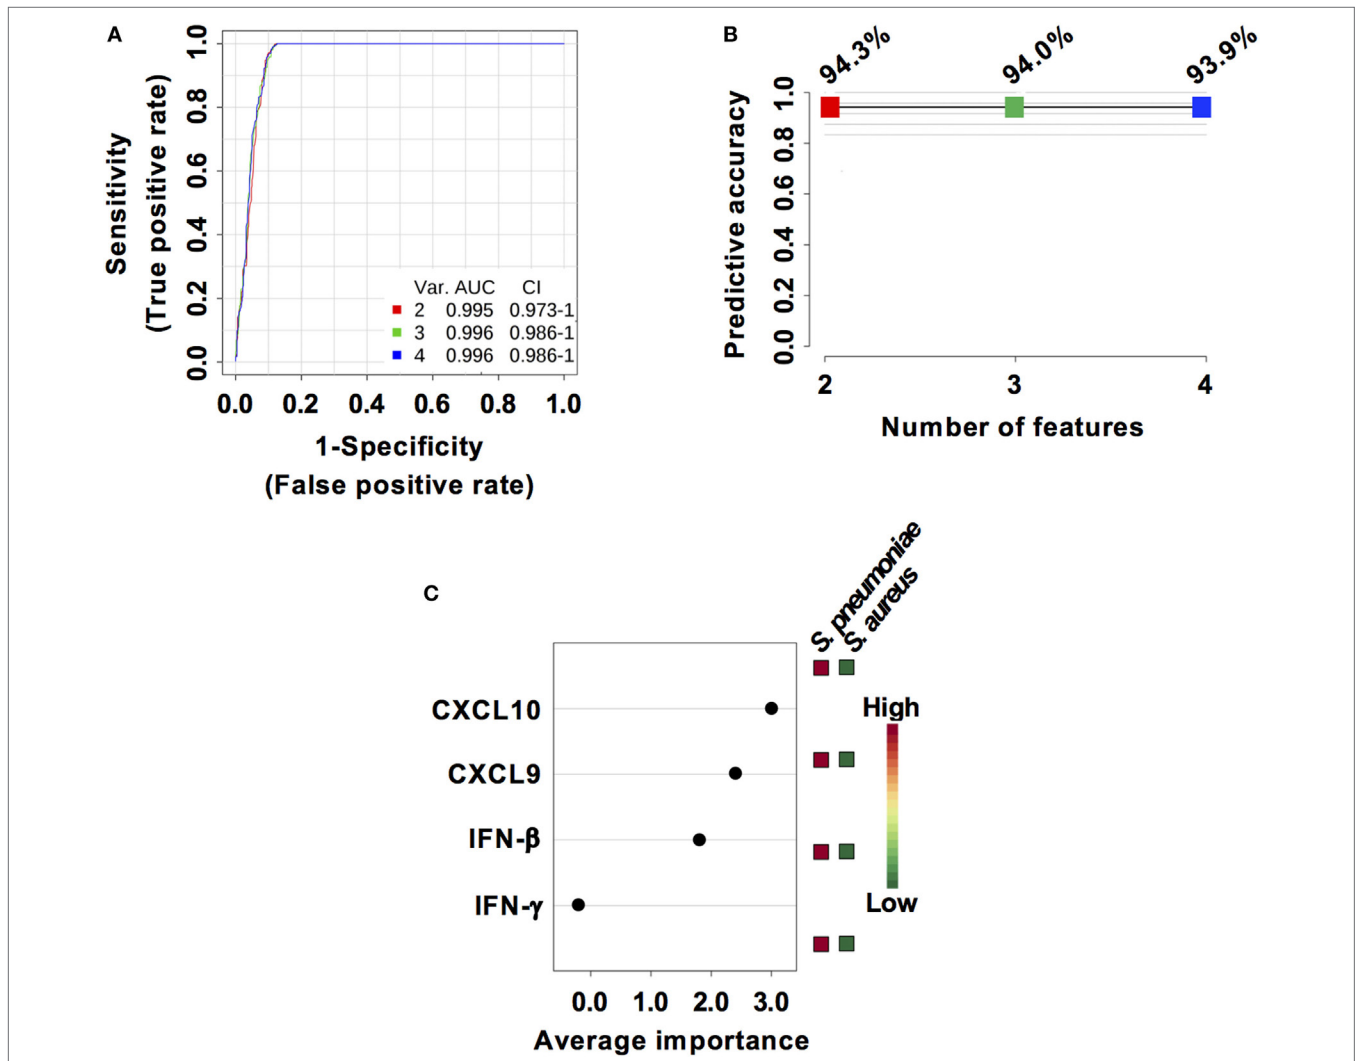 A
Sensitivity
(True positive rate)
1.0
0.8
0.6
0.4
0.2
0.0
Var. AUC CI
2 0.995 0.973-1
3 0.996 0.986-1
4 0.996 0.986-1
0.0 0.2 0.4 0.6 0.8 1.0
1-Specificity
(False positive rate)
B
94.3% 94.0% 93.9%
Predictive accuracy
1.0
0.8
0.6
0.4
0.2
0.0
2 3 4
Number of features
C
S. pneumoniae
S. aureus
CXCL10
CXCL9
IFN-β
IFN-γ
High
Low
0.0 1.0 2.0 3.0
Average importance